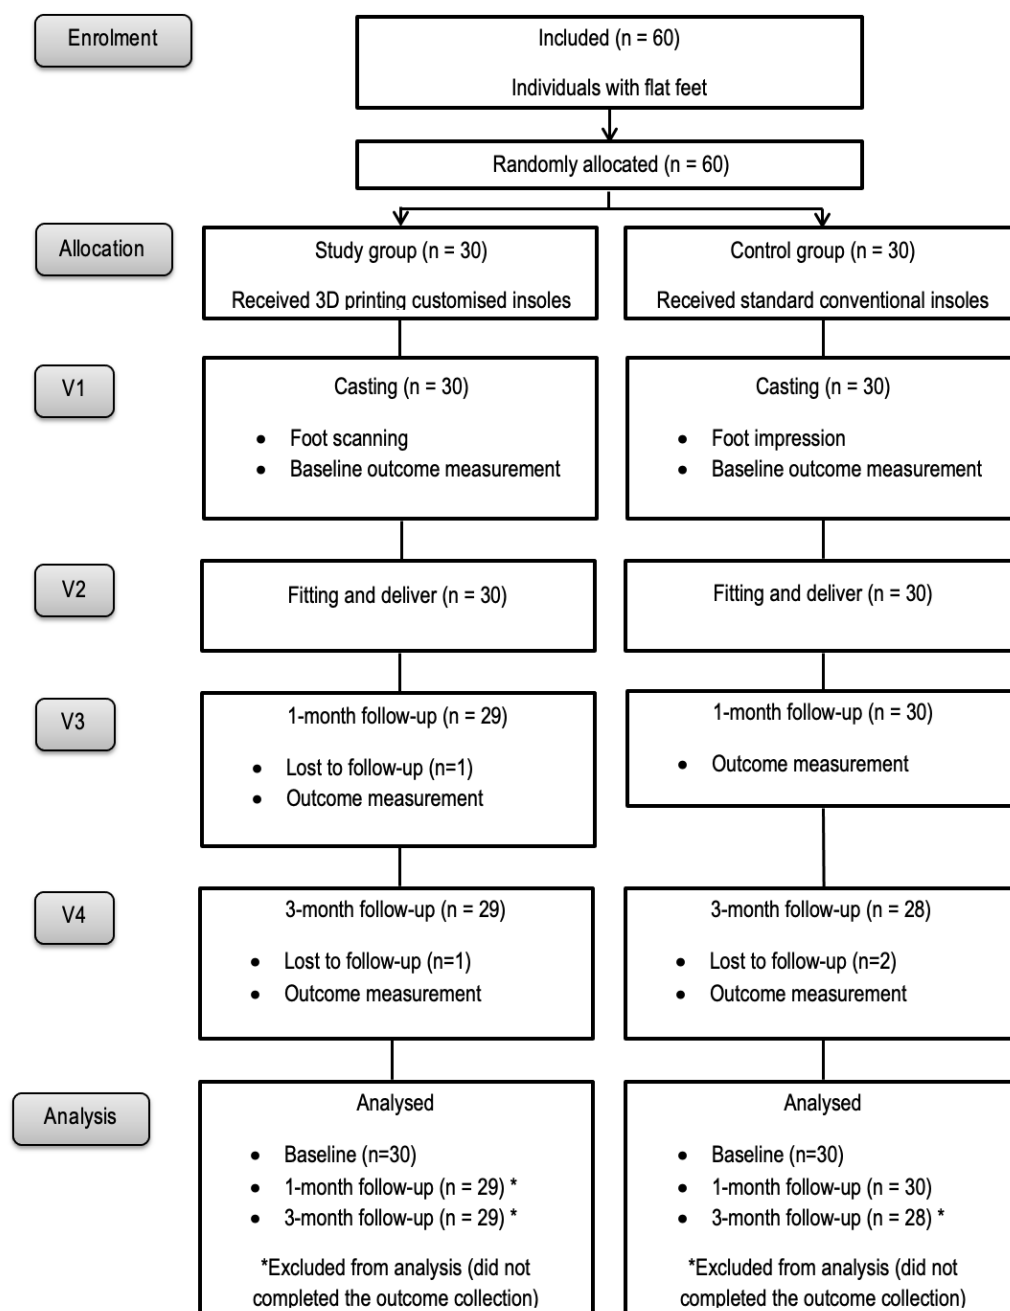 Enrolment
Included (n = 60)
Individuals with flat feet
Randomly allocated (n = 60)
Allocation
Study group (n = 30)
Received 3D printing customised insoles
Control group (n = 30)
Received standard conventional insoles
V1
Casting (n = 30)
• Foot scanning
• Baseline outcome measurement
Casting (n = 30)
• Foot impression
• Baseline outcome measurement
V2
Fitting and deliver (n = 30)
Fitting and deliver (n = 30)
V3
1-month follow-up (n = 29)
• Lost to follow-up (n=1)
• Outcome measurement
1-month follow-up (n = 30)
• Outcome measurement
V4
3-month follow-up (n = 29)
• Lost to follow-up (n=1)
• Outcome measurement
3-month follow-up (n = 28)
• Lost to follow-up (n=2)
• Outcome measurement
Analysis
Analysed
• Baseline (n=30)
• 1-month follow-up (n = 29) *
• 3-month follow-up (n = 29) *
*Excluded from analysis (did not
completed the outcome collection)
Analysed
• Baseline (n=30)
• 1-month follow-up (n = 30)
• 3-month follow-up (n = 28) *
*Excluded from analysis (did not
completed the outcome collection)